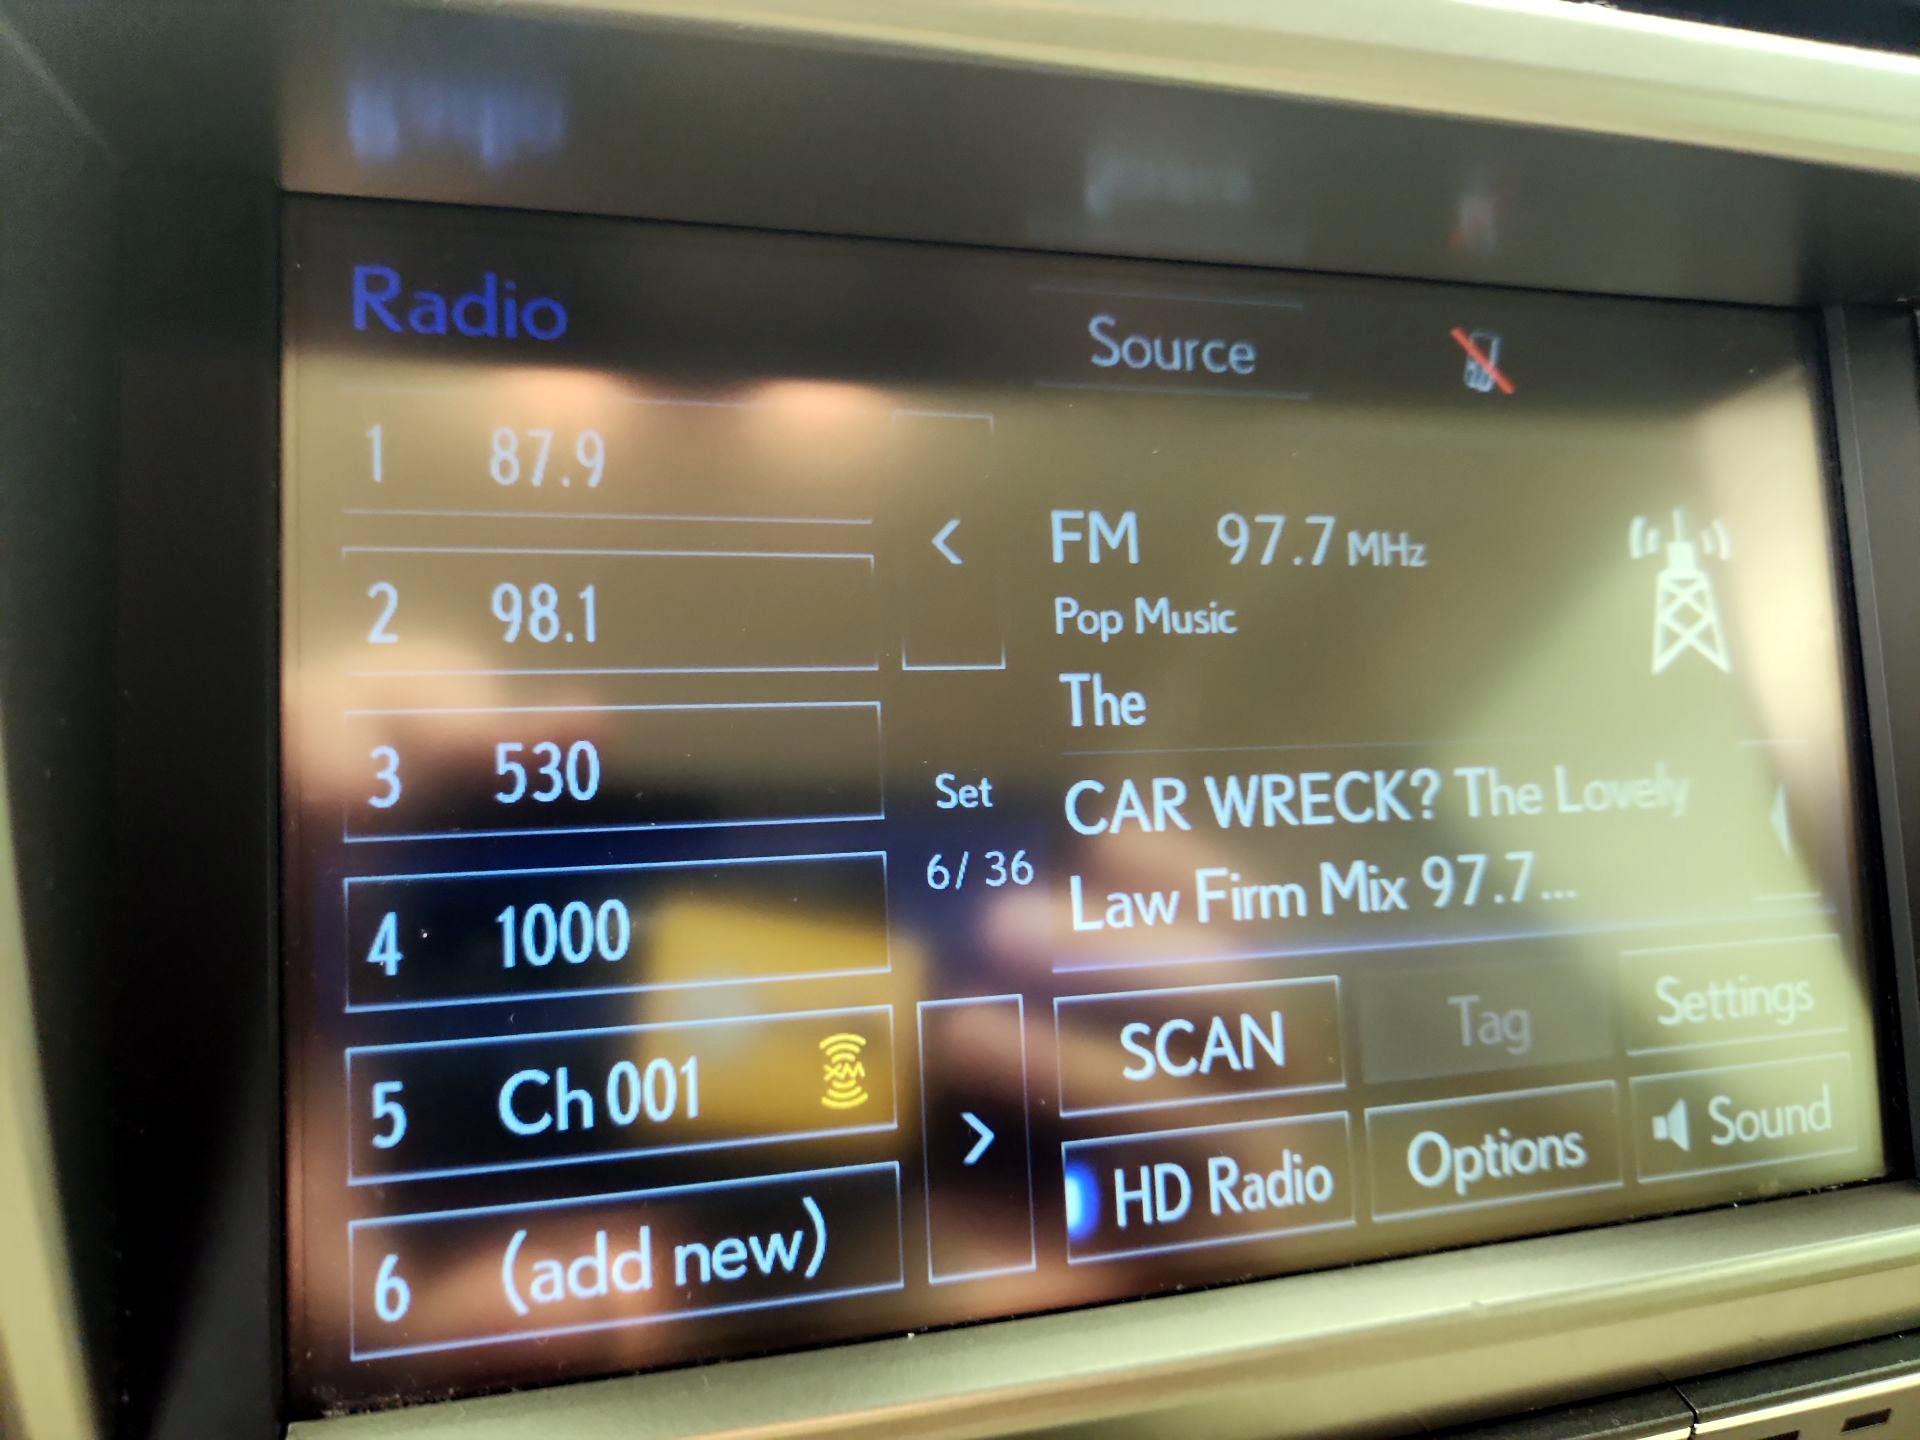 Radio
Source
1 87.9
2 98.1
3 530
4 1000
5 Ch 001 XM
6 (add new)
Set
6/ 36
FM 97.7 MHz
Pop Music
The
CAR WRECK? The Lovely
Law Firm Mix 97.7...
SCAN
Tag
Settings
HD Radio
Options
Sound